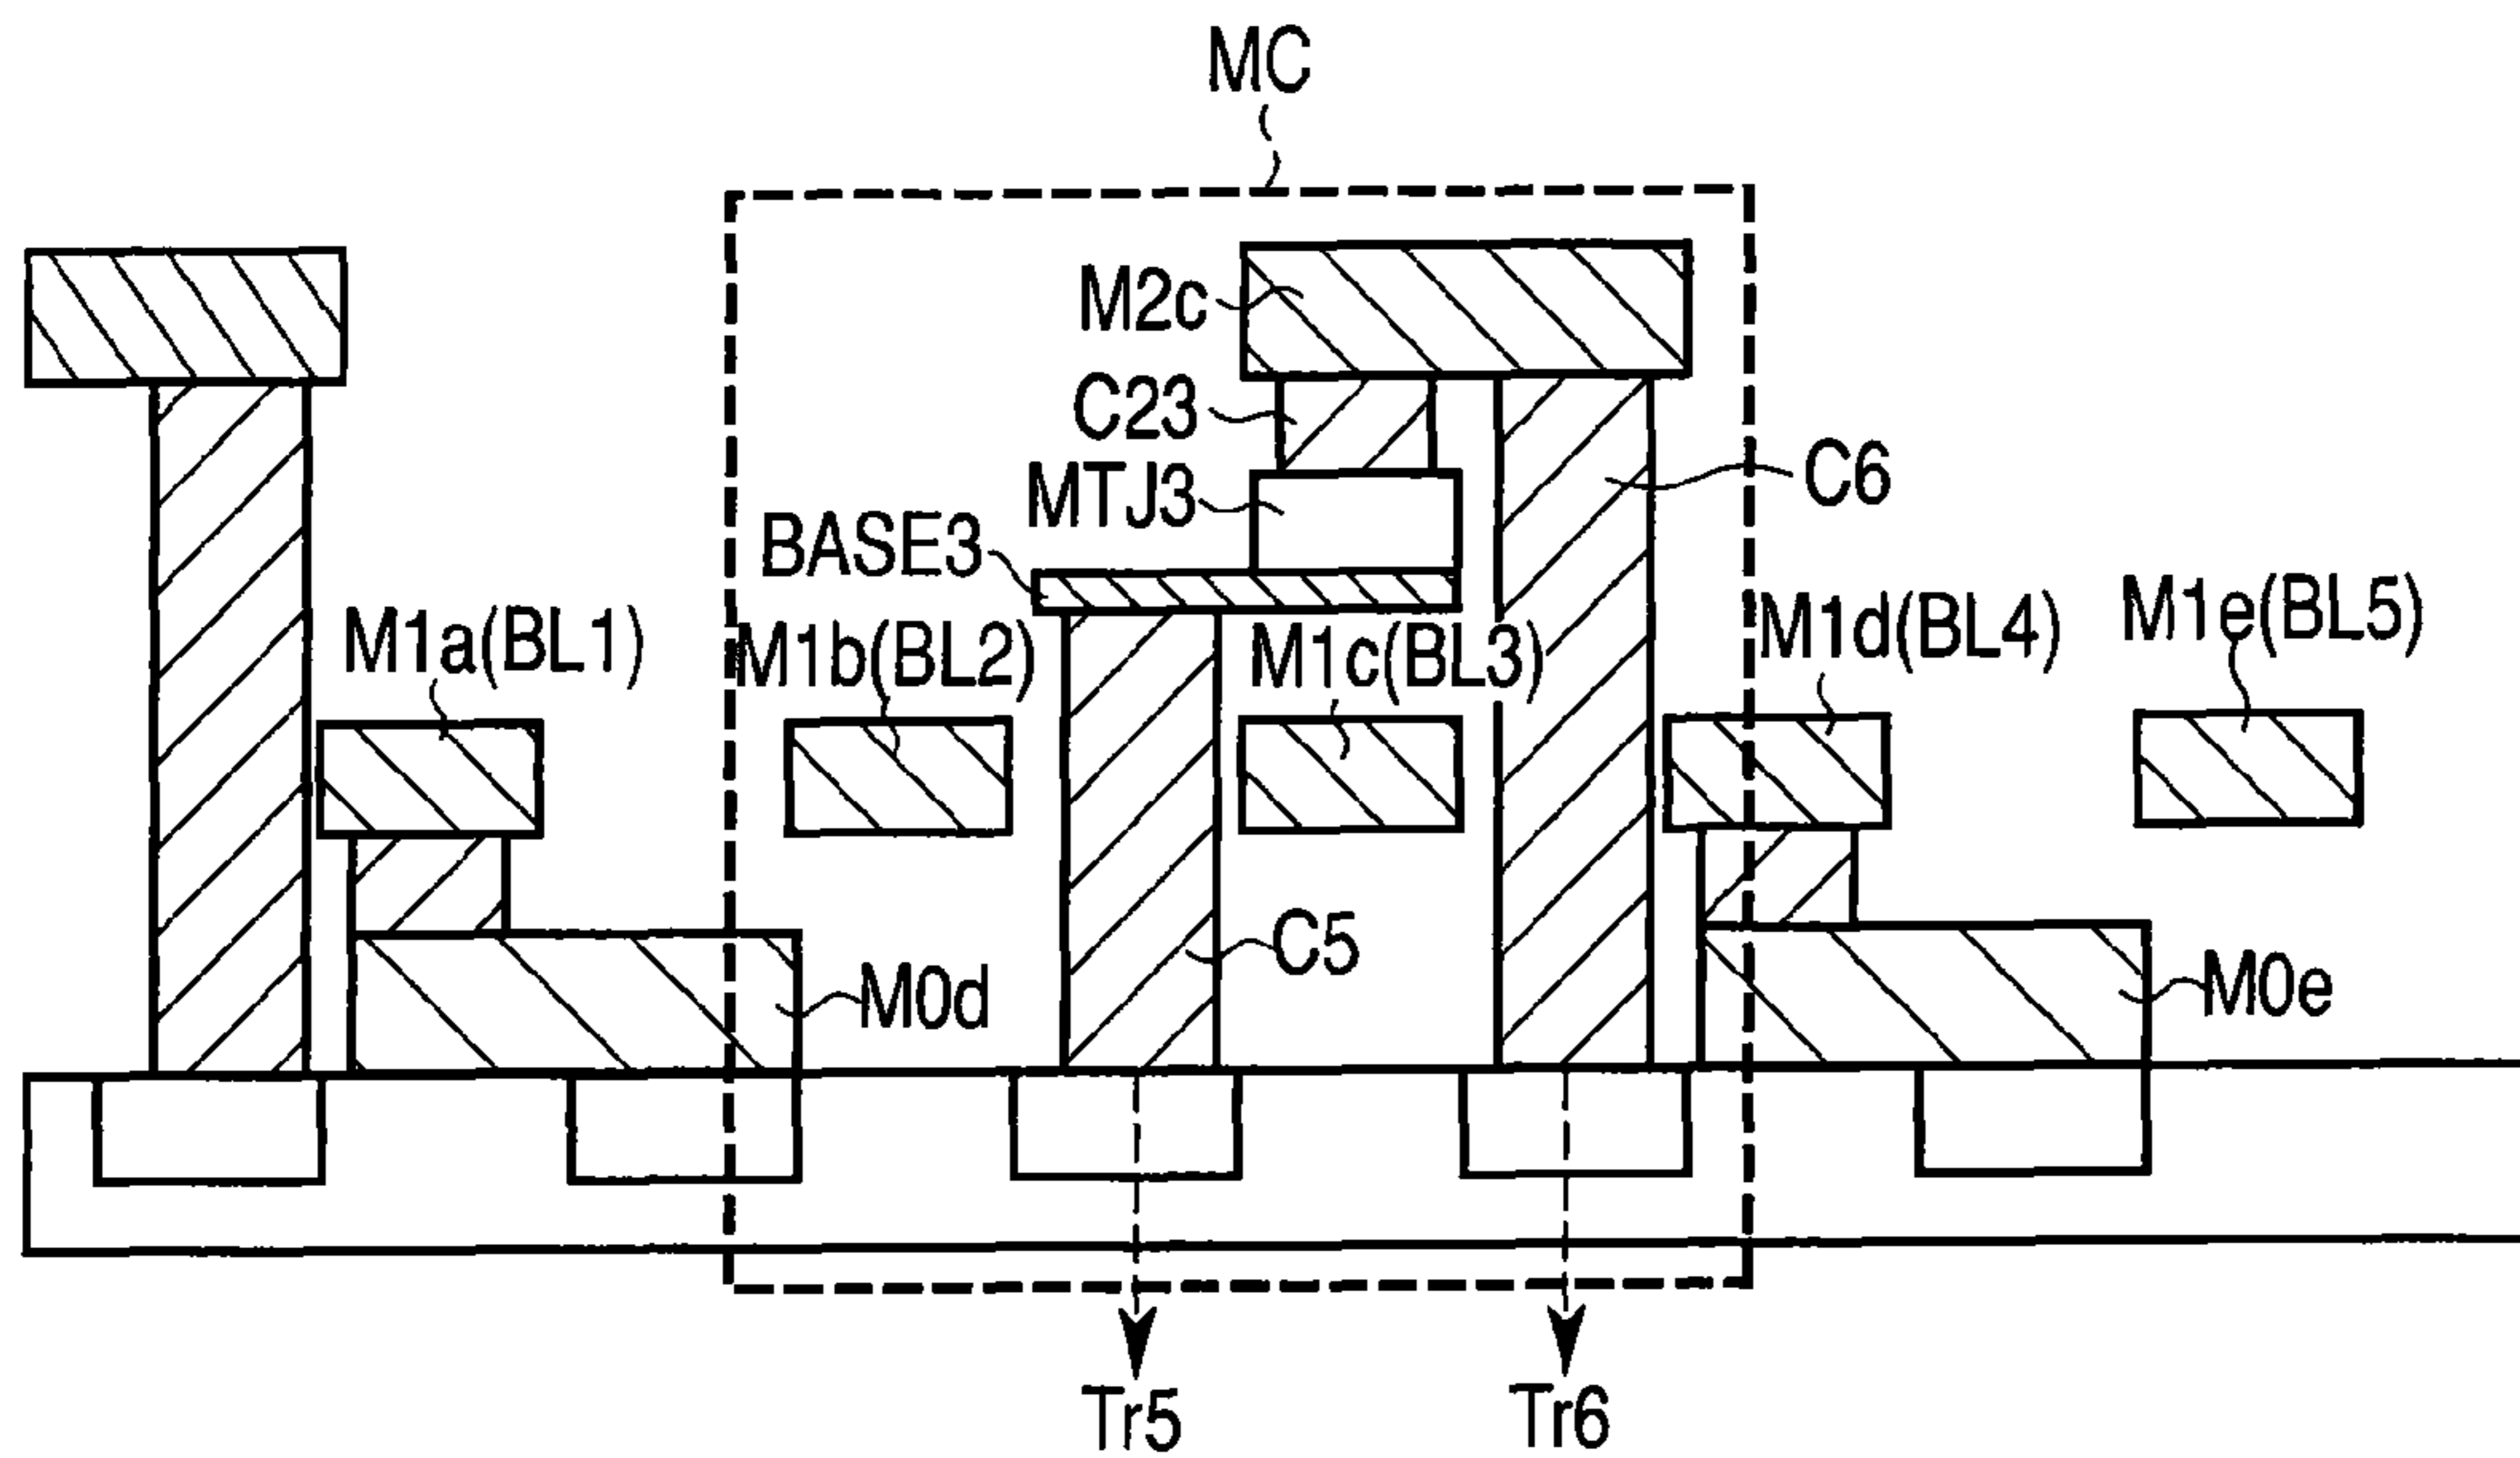 MC
M2c
C23
C6
MTJ3
BASE3
M1a(BL1)
M1b(BL2)
M1c(BL3)
M1d(BL4)
M1e(BL5)
C5
M0d
M0e
Tr5
Tr6